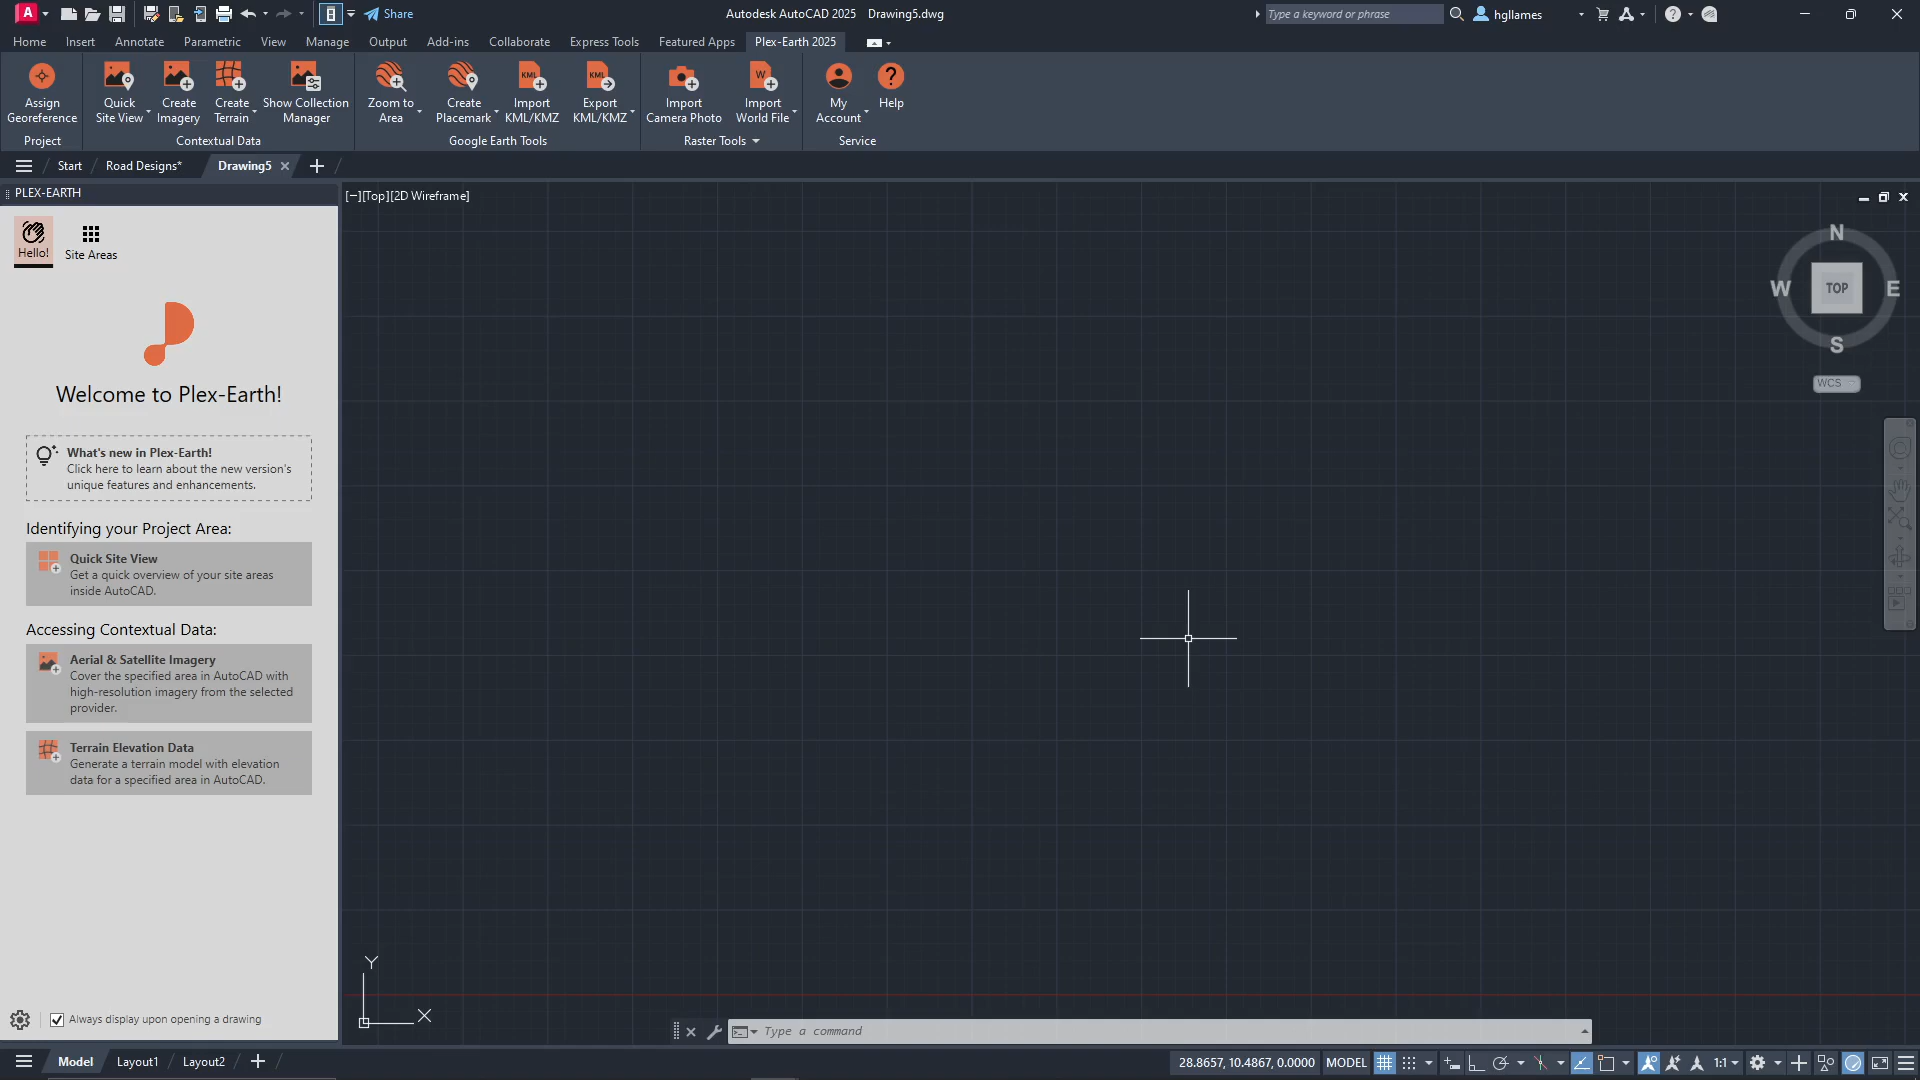 A
Share
Autodesk AutoCAD 2025 Drawing5.dwg
Type a keyword or phrase
hgllames
Home Insert Annotate Parametric View Manage Output Add-ins Collaborate Express Tools Featured Apps Plex-Earth 2025
Assign Georeference
Quick Site View
Create Imagery
Create Terrain
Show Collection Manager
Zoom to Area
Create Placemark
KML
Import KML/KMZ
KML
Export KML/KMZ
Import Camera Photo
W
Import World File
My Account
?
Help
Project Contextual Data Google Earth Tools Raster Tools Service
Start Road Designs* Drawing5
PLEX-EARTH
[−][Top][2D Wireframe]
Hello! Site Areas
N
W TOP E
S
WCS
Welcome to Plex-Earth!
What's new in Plex-Earth!
Click here to learn about the new version's
unique features and enhancements.
Identifying your Project Area:
Quick Site View
Get a quick overview of your site areas
inside AutoCAD.
Accessing Contextual Data:
Aerial & Satellite Imagery
Cover the specified area in AutoCAD with
high-resolution imagery from the selected
provider.
Terrain Elevation Data
Generate a terrain model with elevation
data for a specified area in AutoCAD.
Y
X
Always display upon opening a drawing
Type a command
Model Layout1 Layout2
28.8657, 10.4867, 0.0000 MODEL 1:1